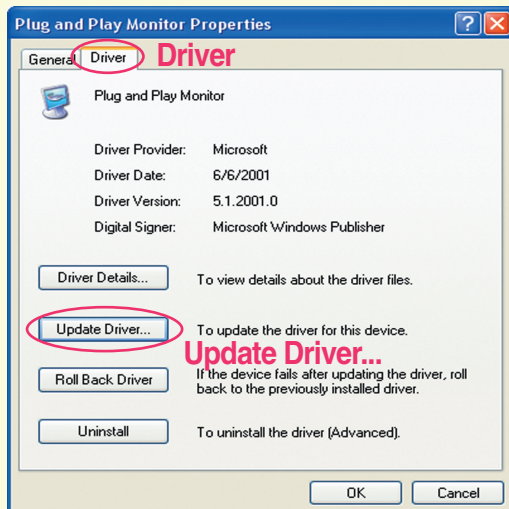 Plug and Play Monitor Properties
General Driver Driver
Plug and Play Monitor
Driver Provider: Microsoft
Driver Date: 6/6/2001
Driver Version: 5.1.2001.0
Digital Signer: Microsoft Windows Publisher
Driver Details... To view details about the driver files.
Update Driver... To update the driver for this device.
Update Driver...
Roll Back Driver If the device fails after updating the driver, roll
back to the previously installed driver.
Uninstall To uninstall the driver (Advanced).
OK Cancel